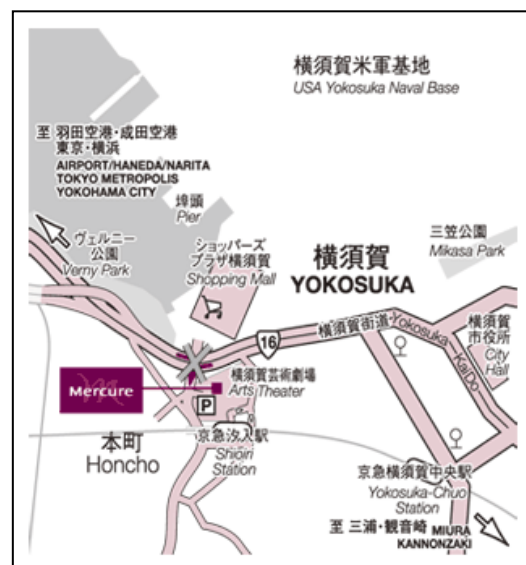 横須賀米軍基地
USA Yokosuka Naval Base
至 羽田空港・成田空港
東京・横浜
AIRPORT/HANEDA/NARITA
TOKYO METROPOLIS
YOKOHAMA CITY
埠頭
Pier
ヴェルニー
公園
Verny Park
ショッパーズ
プラザ横須賀
Shopping Mall
三笠公園
Mikasa Park
横須賀
YOKOSUKA
16
横須賀街道
Yokosuka
KaiDo
横須賀
市役所
City
Hall
Mercure
横須賀芸術劇場
Arts Theater
P
本町
Honcho
京急汐入駅
Shioiri
Station
京急横須賀中央駅
Yokosuka-Chuo
Station
至 三浦・観音崎 MIURA
KANNONZAKI